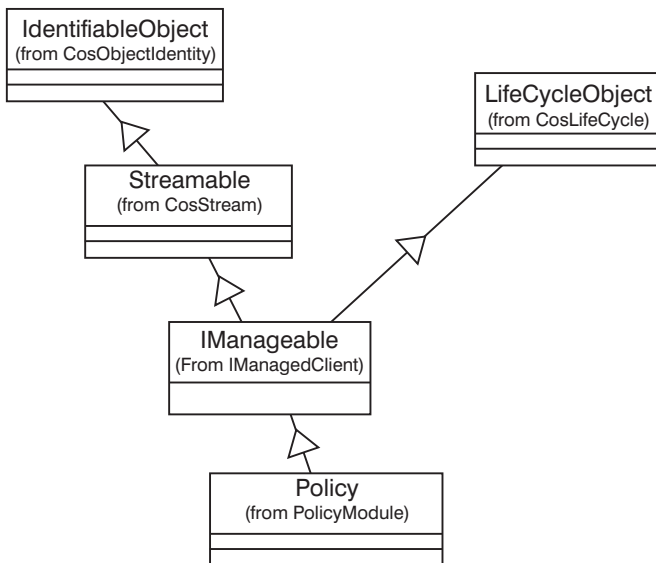 IdentifiableObject
(from CosObjectIdentity)
LifeCycleObject
(from CosLifeCycle)
Streamable
(from CosStream)
IManageable
(From IManagedClient)
Policy
(from PolicyModule)